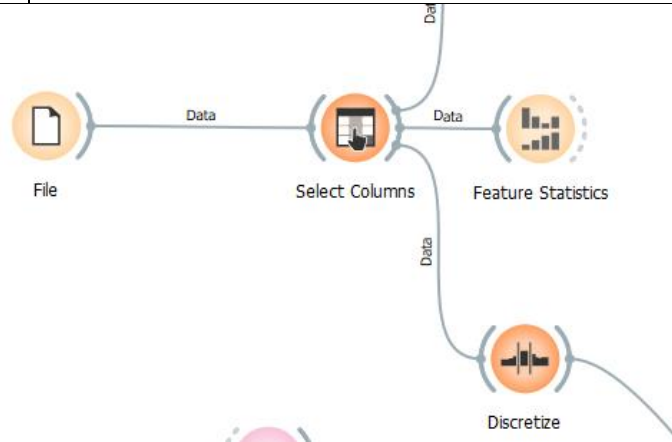 Data
Data
File
Select Columns
Feature Statistics
Data
Discretize